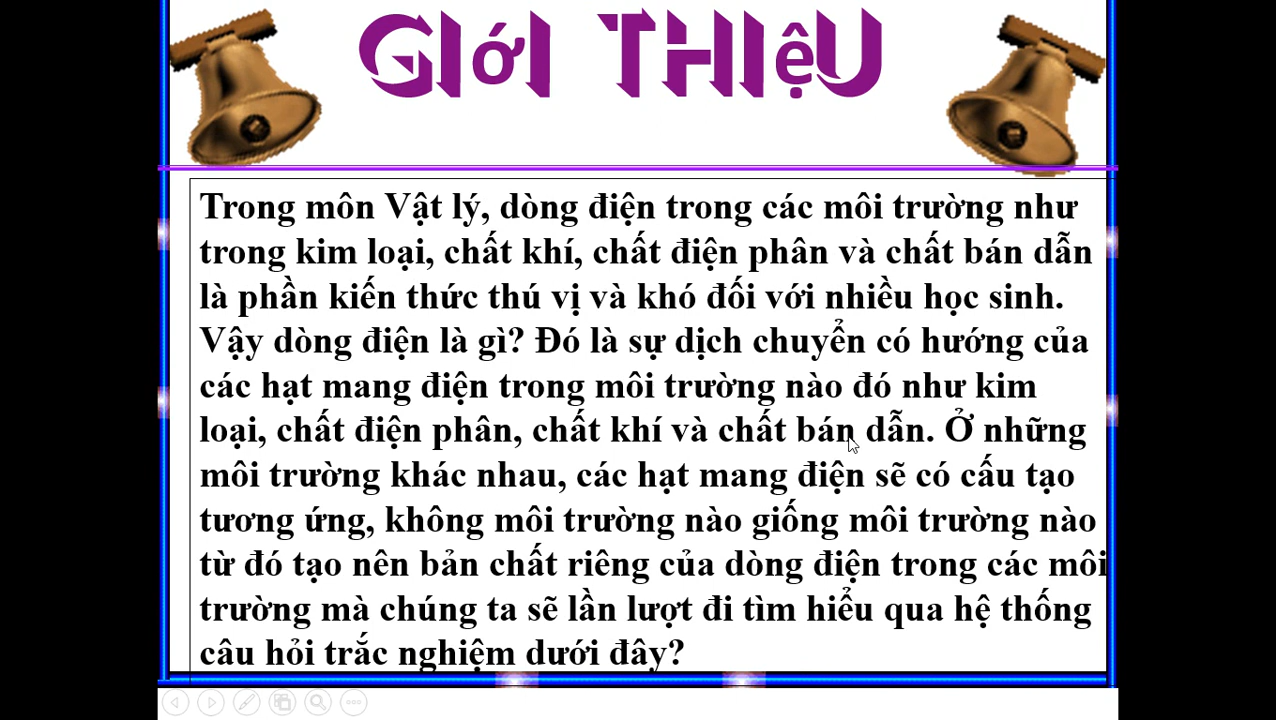 GIớI THIệU
Trong môn Vật lý, dòng điện trong các môi trường như
trong kim loại, chất khí, chất điện phân và chất bán dẫn
là phần kiến thức thú vị và khó đối với nhiều học sinh.
Vậy dòng điện là gì? Đó là sự dịch chuyển có hướng của
các hạt mang điện trong môi trường nào đó như kim
loại, chất điện phân, chất khí và chất bán dẫn. Ở những
môi trường khác nhau, các hạt mang điện sẽ có cấu tạo
tương ứng, không môi trường nào giống môi trường nào
từ đó tạo nên bản chất riêng của dòng điện trong các môi
trường mà chúng ta sẽ lần lượt đi tìm hiểu qua hệ thống
câu hỏi trắc nghiệm dưới đây?